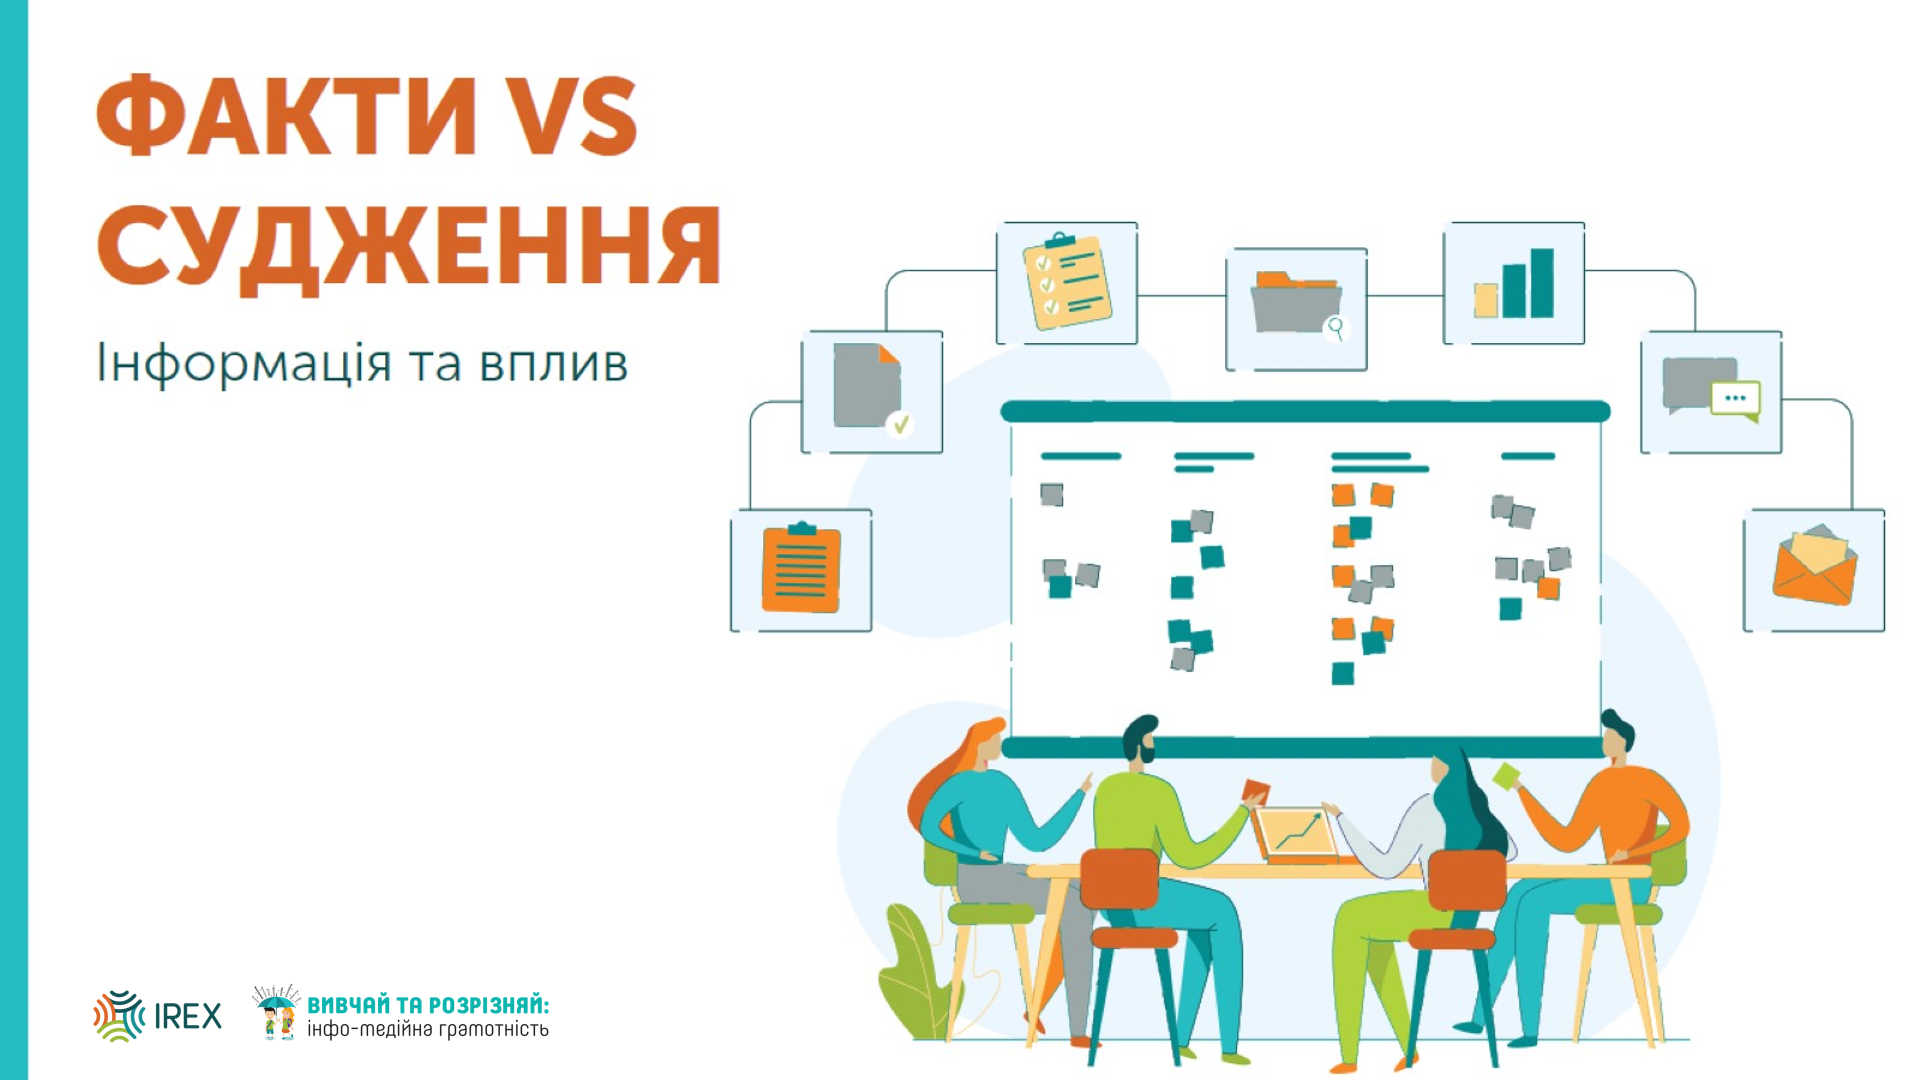 ФАКТИ VS
СУДЖЕННЯ
Інформація та вплив
IREX
ВИВЧАЙ ТА РОЗРІЗНЯЙ:
інфо-медійна грамотність